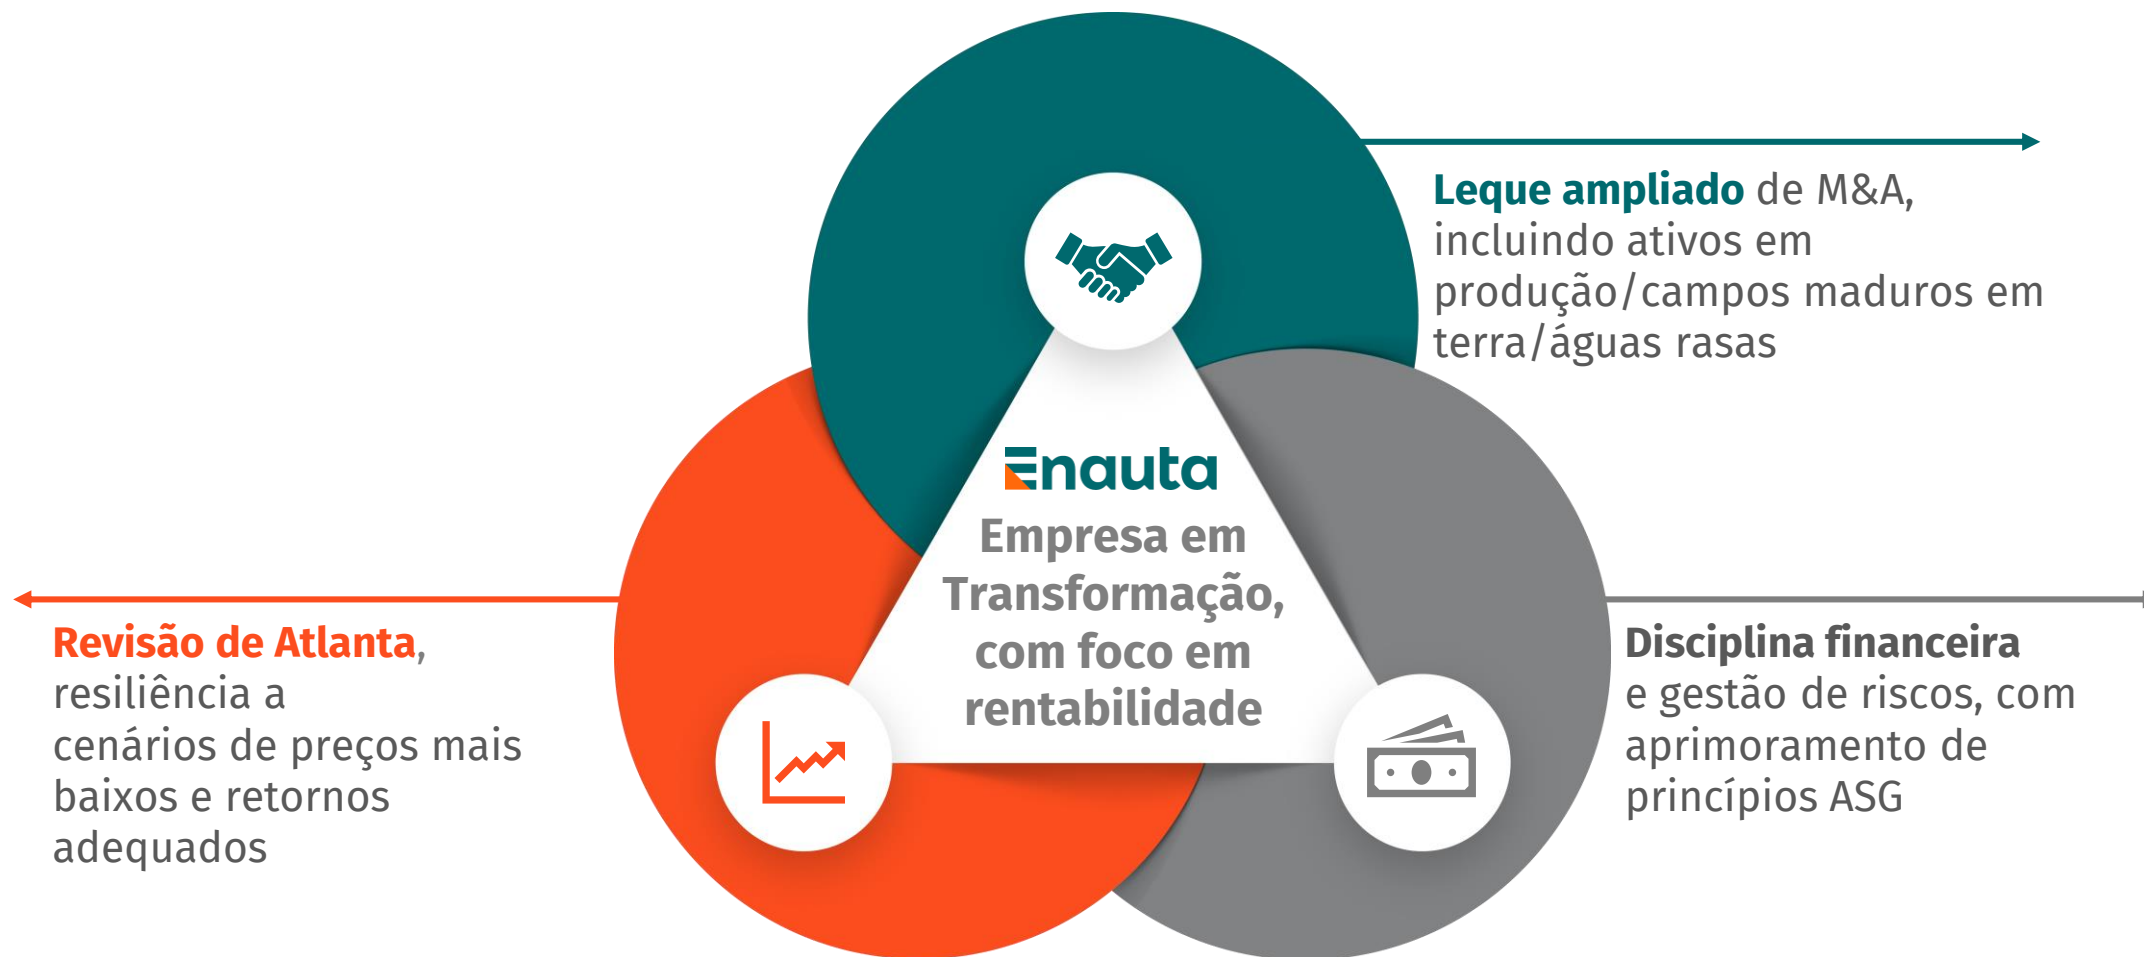 Leque ampliado de M&A,
incluindo ativos em
produção/campos maduros em
terra/águas rasas
Enauta
Empresa em
Transformação,
com foco em
rentabilidade
Revisão de Atlanta,
resiliência a
cenários de preços mais
baixos e retornos
adequados
Disciplina financeira
e gestão de riscos, com
aprimoramento de
princípios ASG